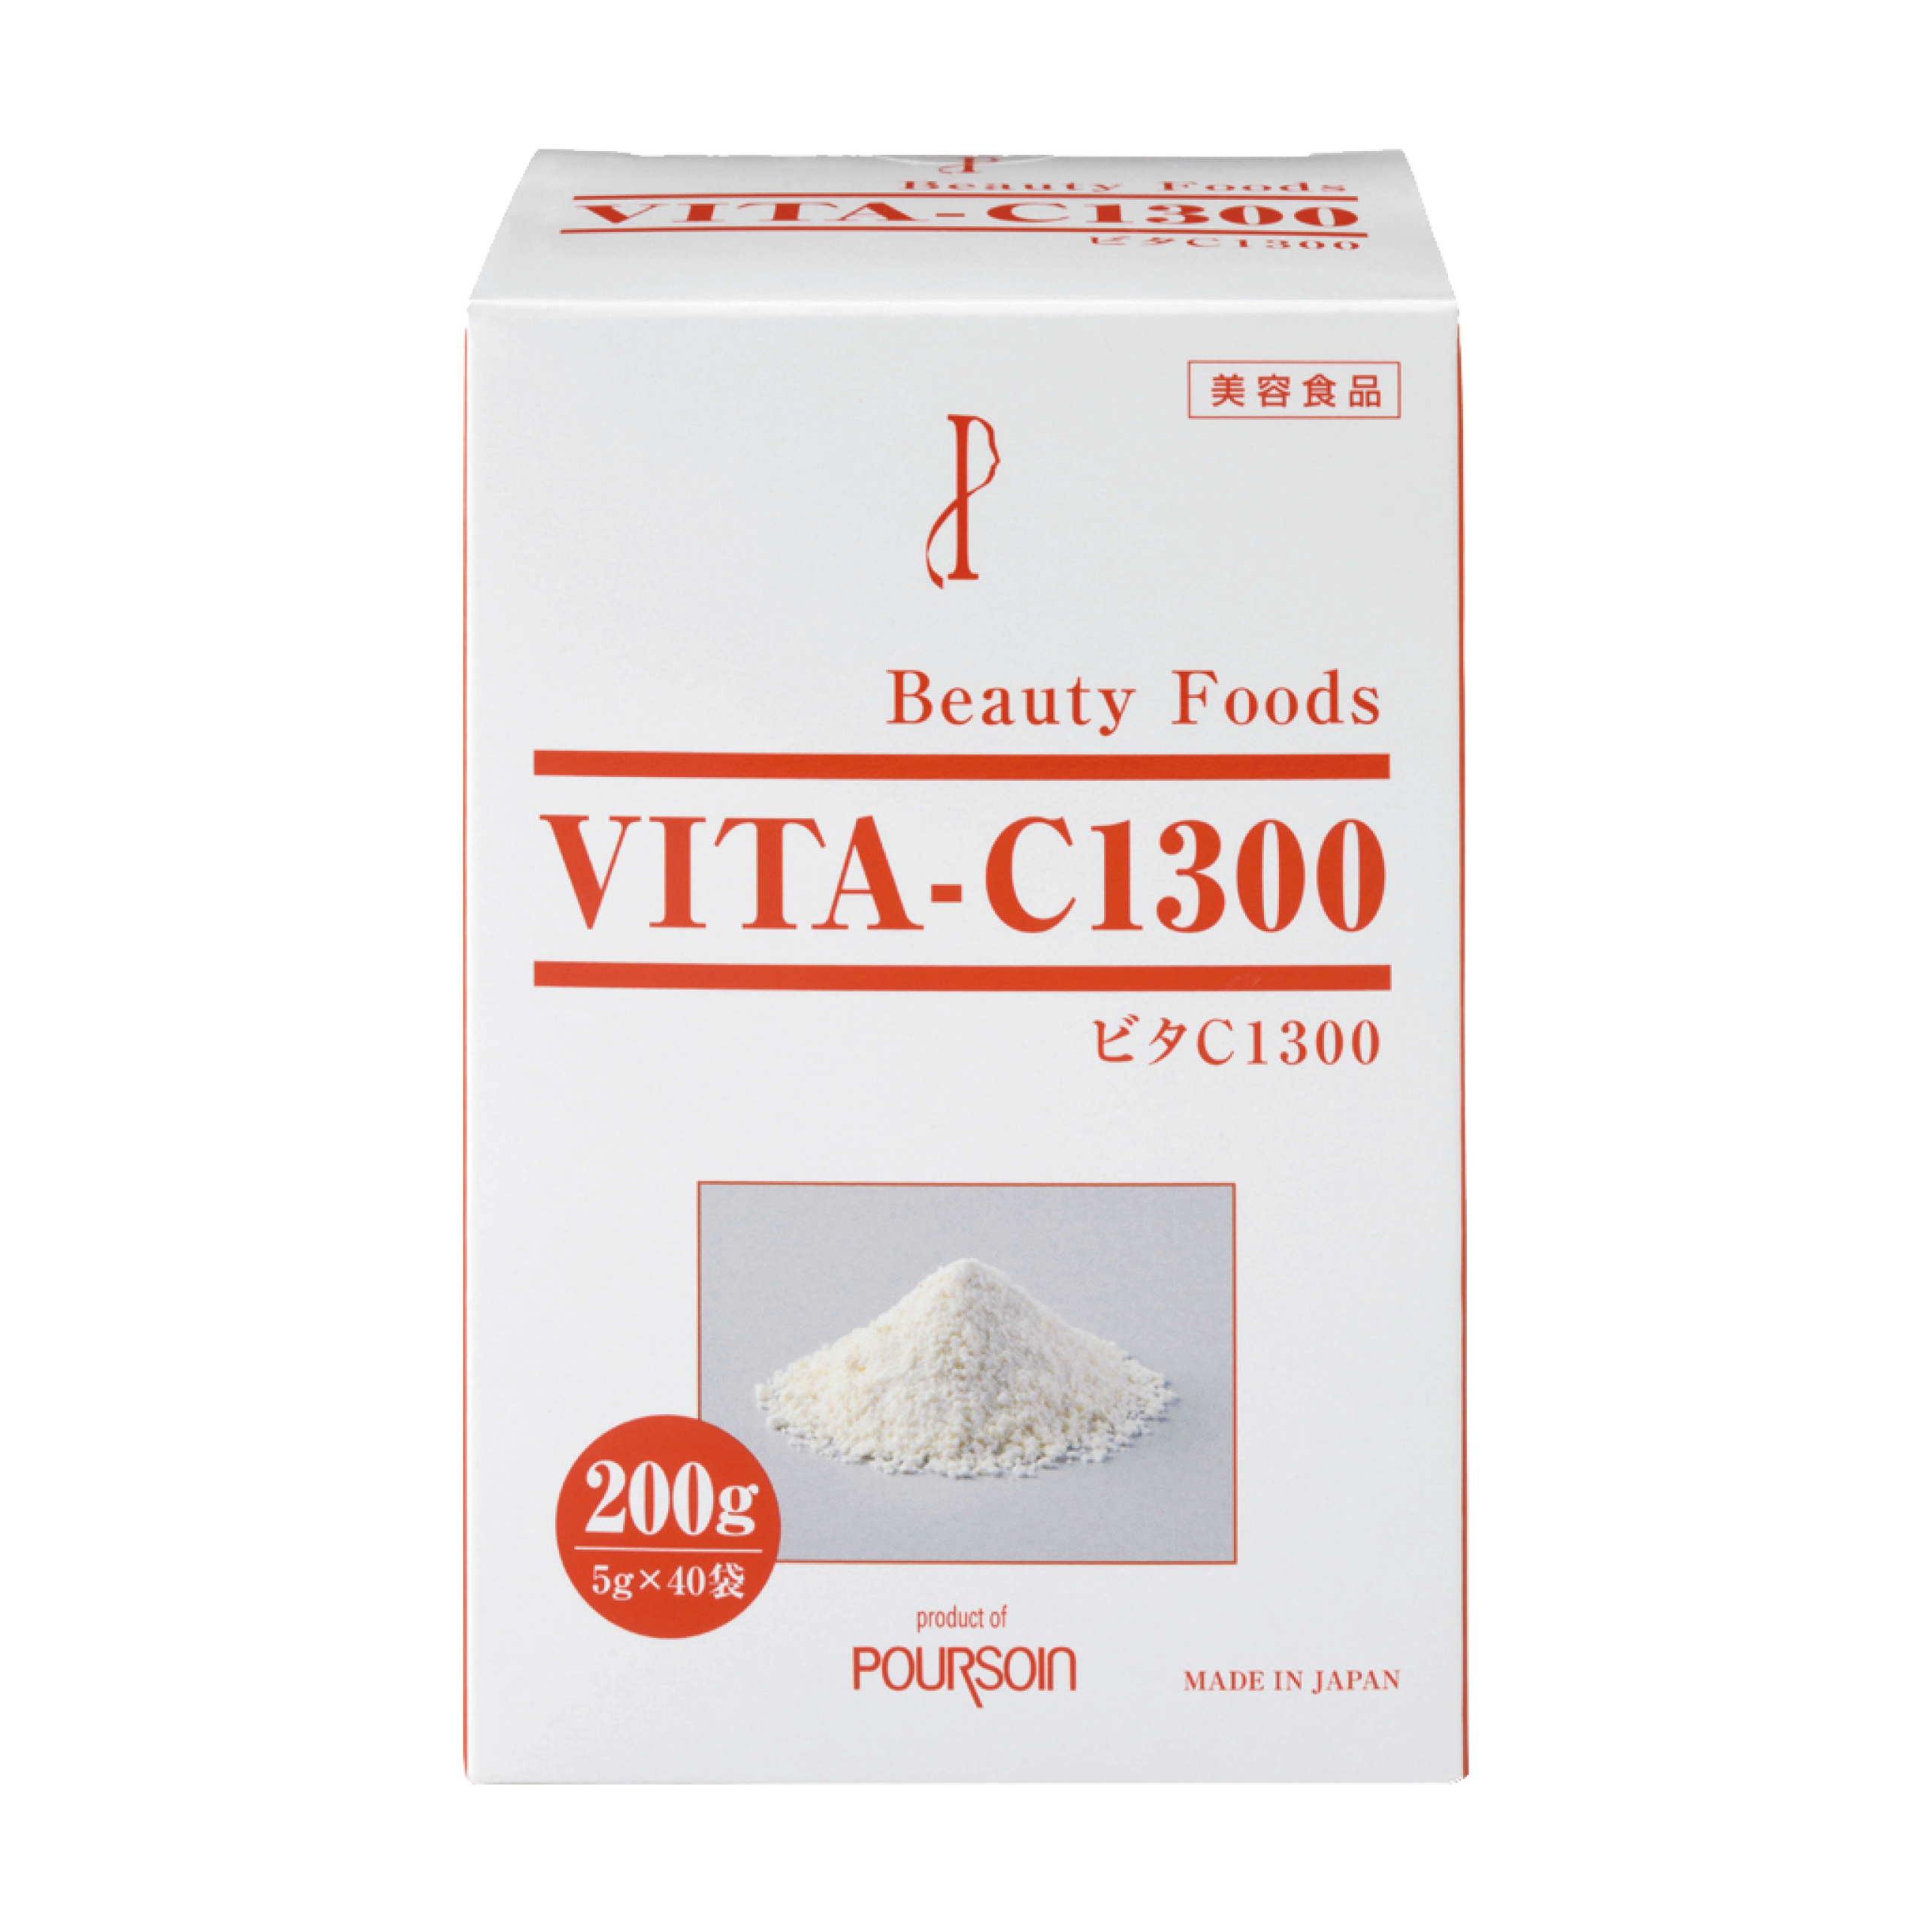 Beauty Foods
VITA-C1300
ビタC1300
美容食品
Beauty Foods
VITA-C1300
ビタC1300
200g
5g×40袋
product of
POURSOIN
MADE IN JAPAN